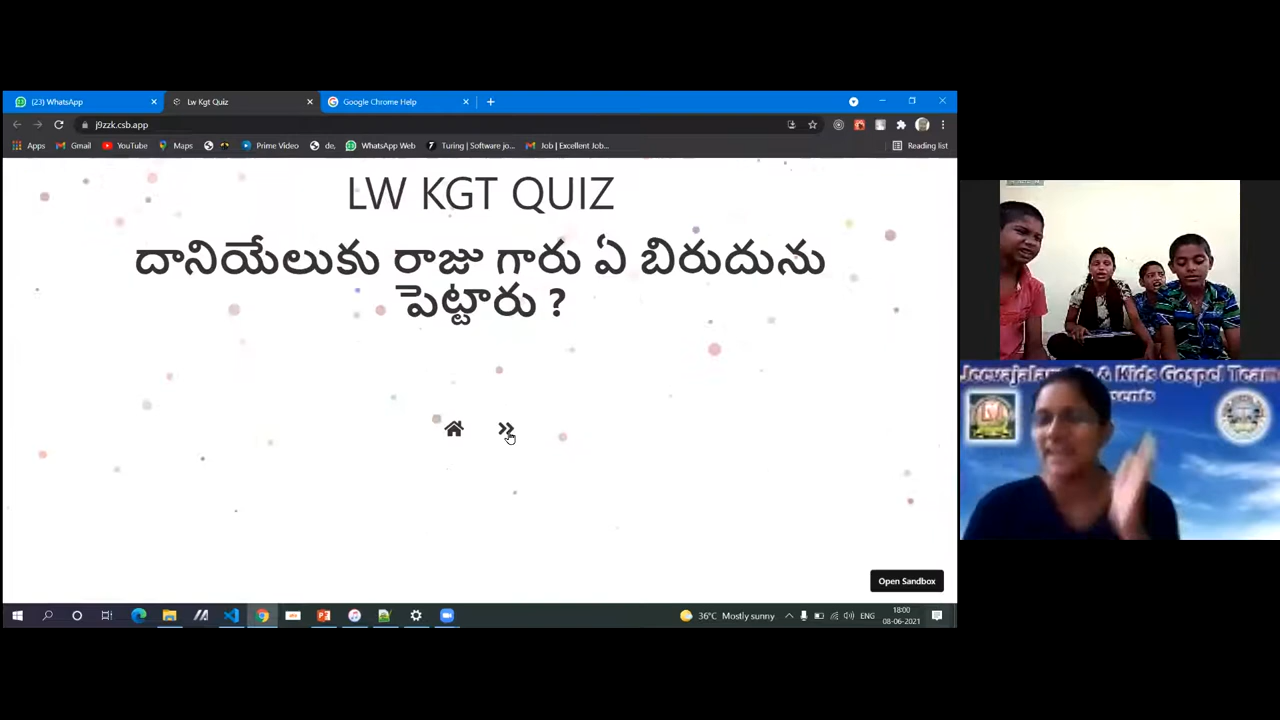 (23) WhatsApp
Lw Kgt Quiz
Google Chrome Help
j9zzk.csb.app
Apps Gmail YouTube Maps Prime Video de, WhatsApp Web Turing | Software jo... Job | Excellent Job... Reading list
LW KGT QUIZ
దానియేలుకు రాజు గారు ఏ బిరుదును
పెట్టారు ?
Jeevajalamulu & Kids Gospel Team
Open Sandbox
36°C Mostly sunny
ENG
18:00
08-06-2021